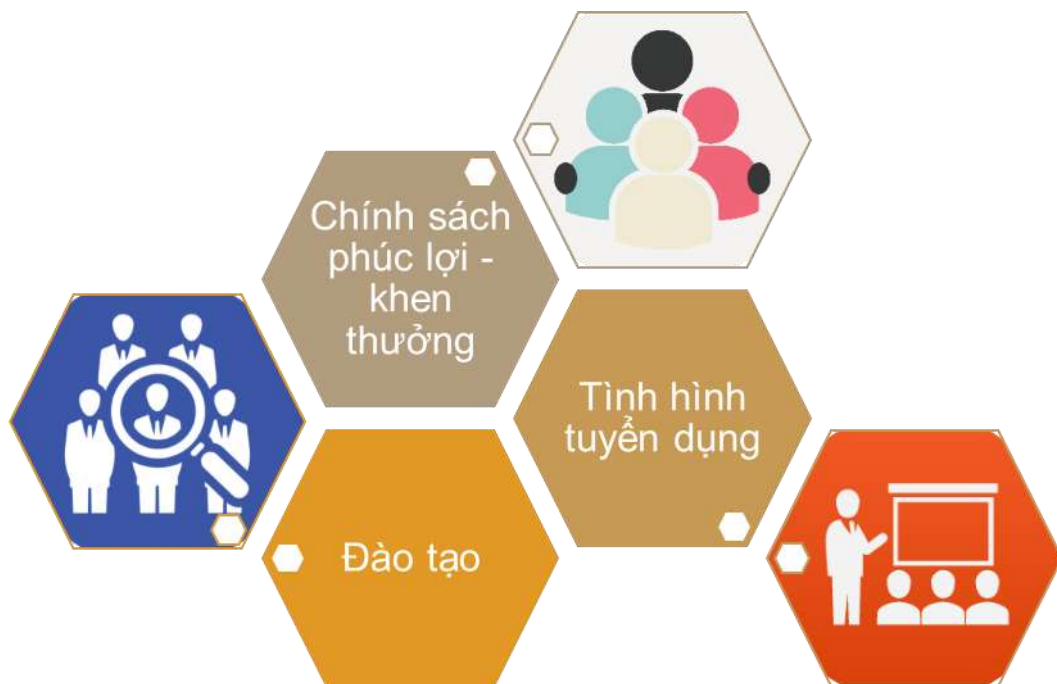 Chính sách
phúc lợi -
khen
thưởng
Tình hình
tuyển dụng
Đào tạo